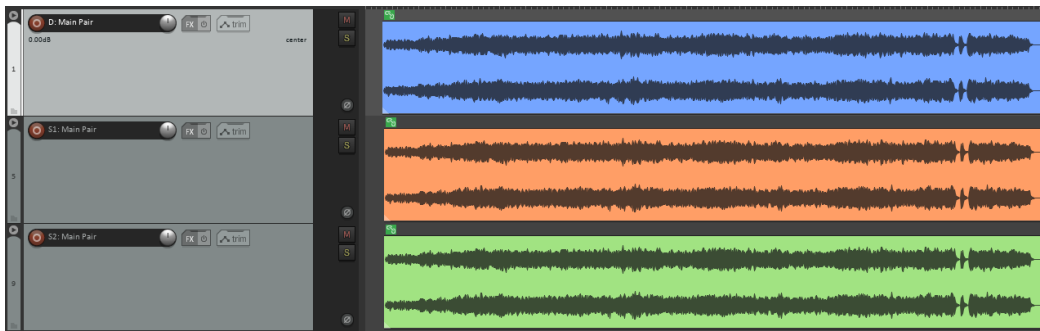 D: Main Pair
FX
trim
M
0.00dB
center
S
1
S1: Main Pair
FX
trim
M
S
5
S2: Main Pair
FX
trim
M
S
9